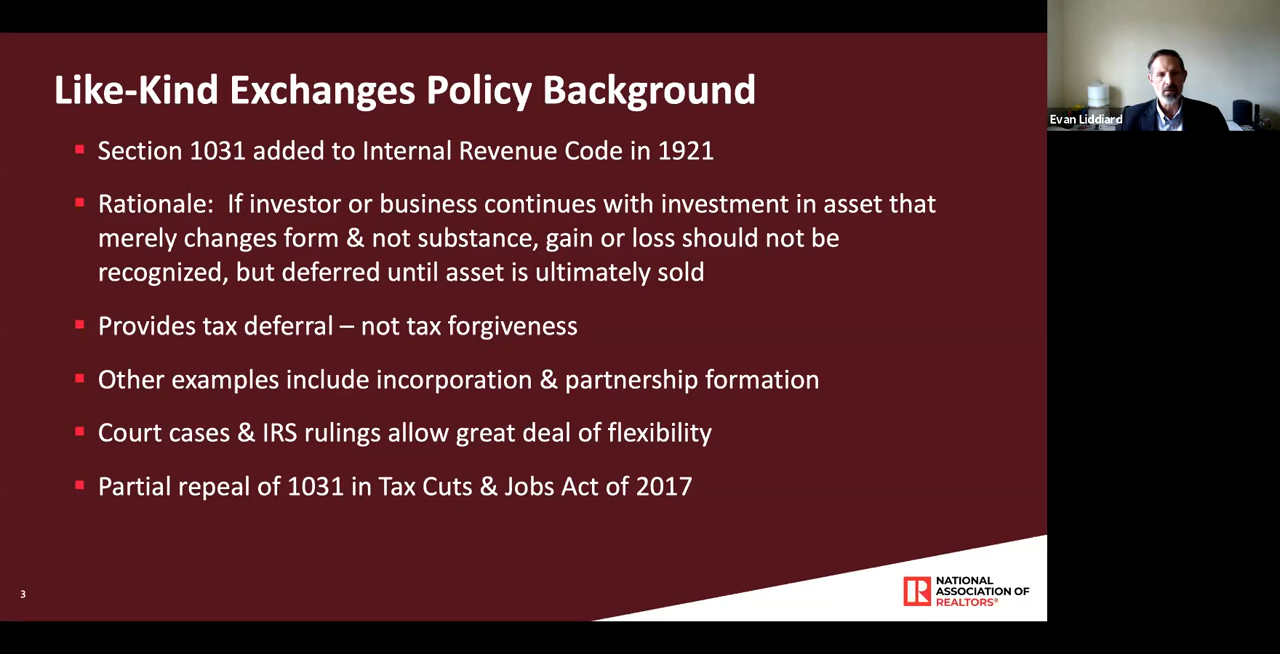 Like-Kind Exchanges Policy Background
▪ Section 1031 added to Internal Revenue Code in 1921
▪ Rationale: If investor or business continues with investment in asset that
merely changes form & not substance, gain or loss should not be
recognized, but deferred until asset is ultimately sold
▪ Provides tax deferral – not tax forgiveness
▪ Other examples include incorporation & partnership formation
▪ Court cases & IRS rulings allow great deal of flexibility
▪ Partial repeal of 1031 in Tax Cuts & Jobs Act of 2017
3
NATIONAL
ASSOCIATION OF
REALTORS®
Evan Liddiard